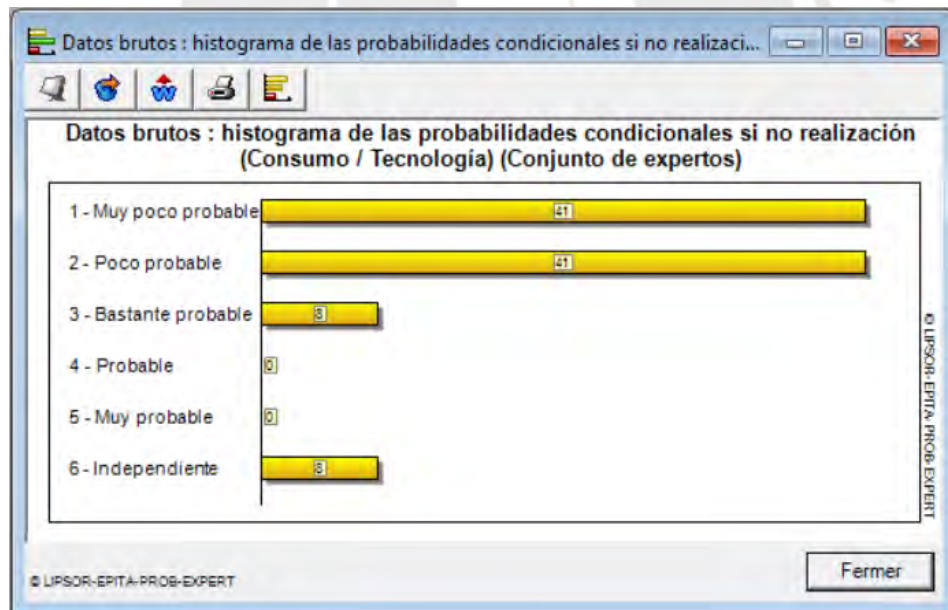 Datos brutos : histograma de las probabilidades condicionales si no realizaci...
Datos brutos : histograma de las probabilidades condicionales si no realización
(Consumo / Tecnología) (Conjunto de expertos)
1 - Muy poco probable 41
2 - Poco probable 41
3 - Bastante probable 8
4 - Probable 0
5 - Muy probable 0
6 - Independiente 8
© LIPSOR-EPITA-PROB-EXPERT
© LIPSOR-EPITA-PROB-EXPERT
Fermer